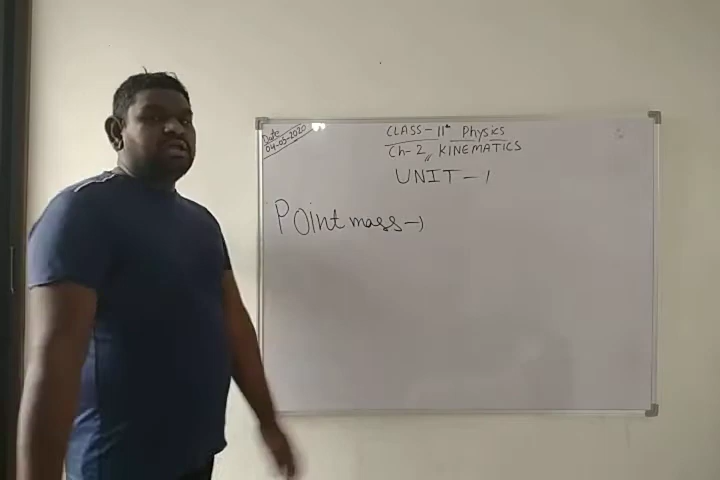 Date
04-05-2020
CLASS-11th Physics
Ch-2 ,, KINEMATICS
UNIT-1
Point mass→